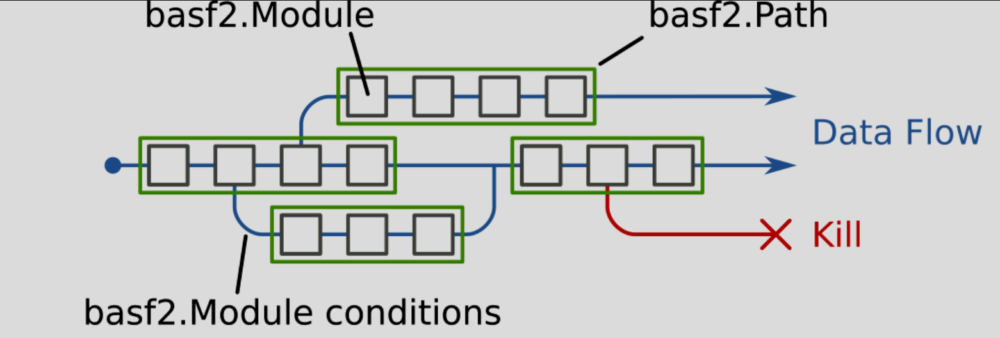 basf2.Module
basf2.Path
Data Flow
Kill
basf2.Module conditions